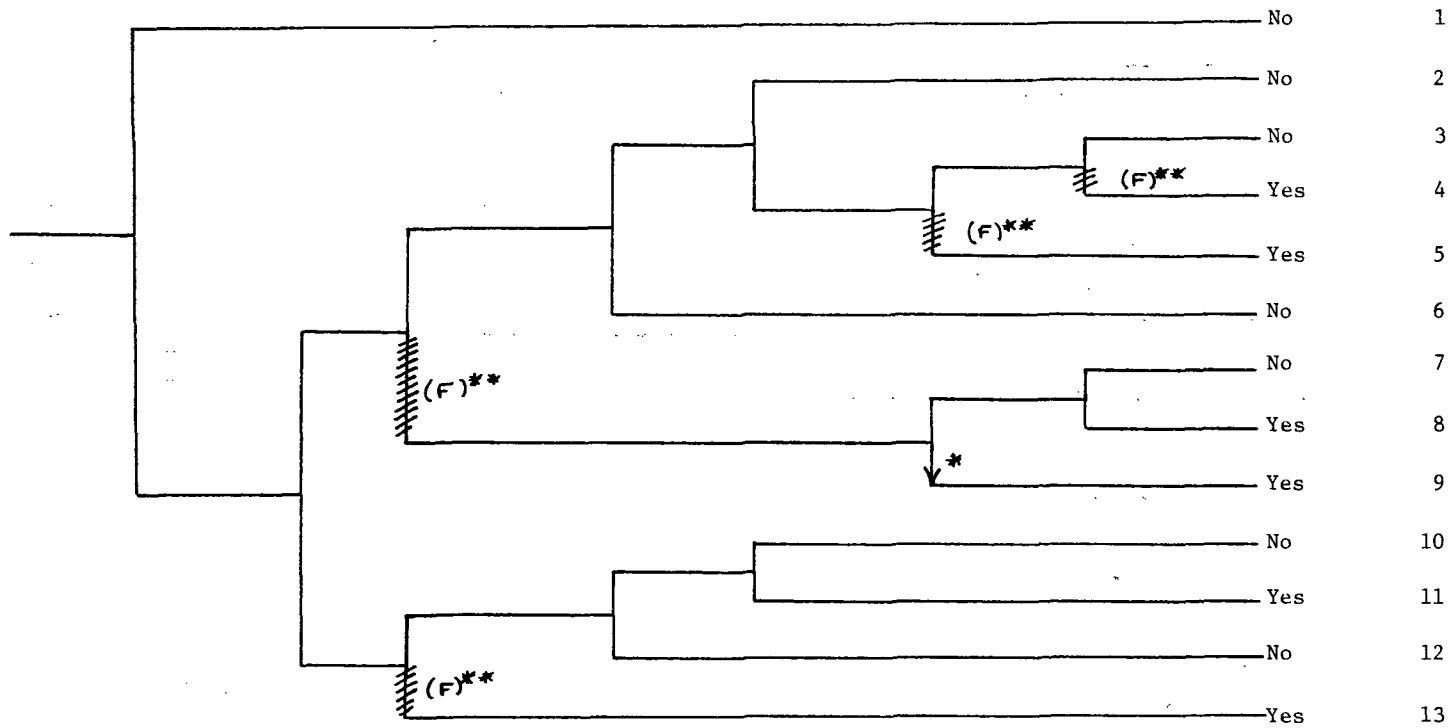 No 1
No 2
No 3
(F)**
Yes 4
(F)**
Yes 5
No 6
No 7
(F)**
Yes 8
*
Yes 9
No 10
Yes 11
No 12
(F)**
Yes 13